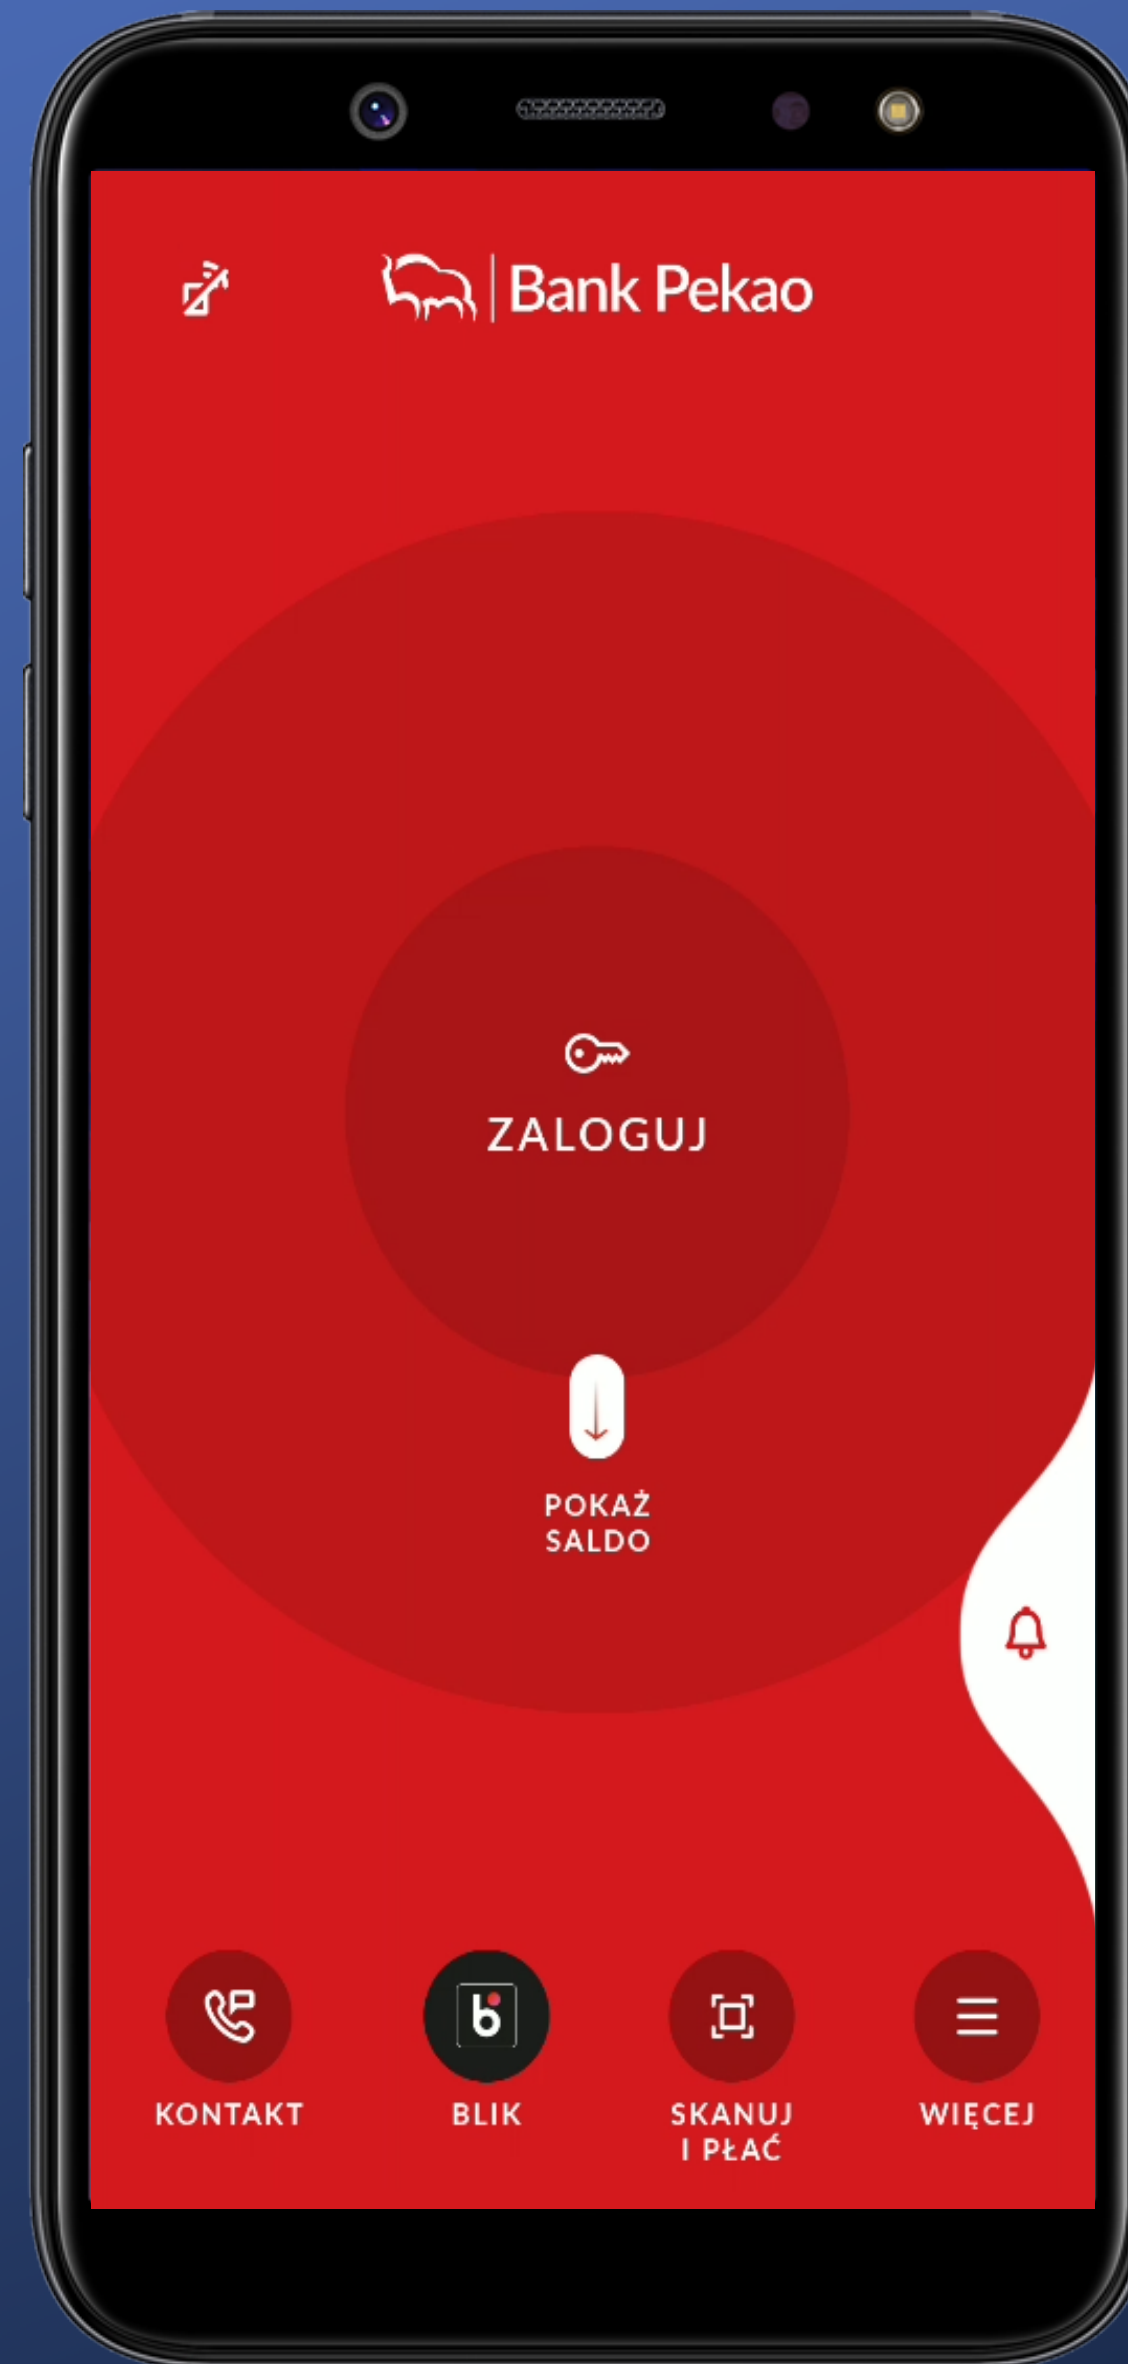 Bank Pekao
ZALOGUJ
POKAŻ
SALDO
KONTAKT
BLIK
SKANUJ
I PŁAĆ
WIĘCEJ